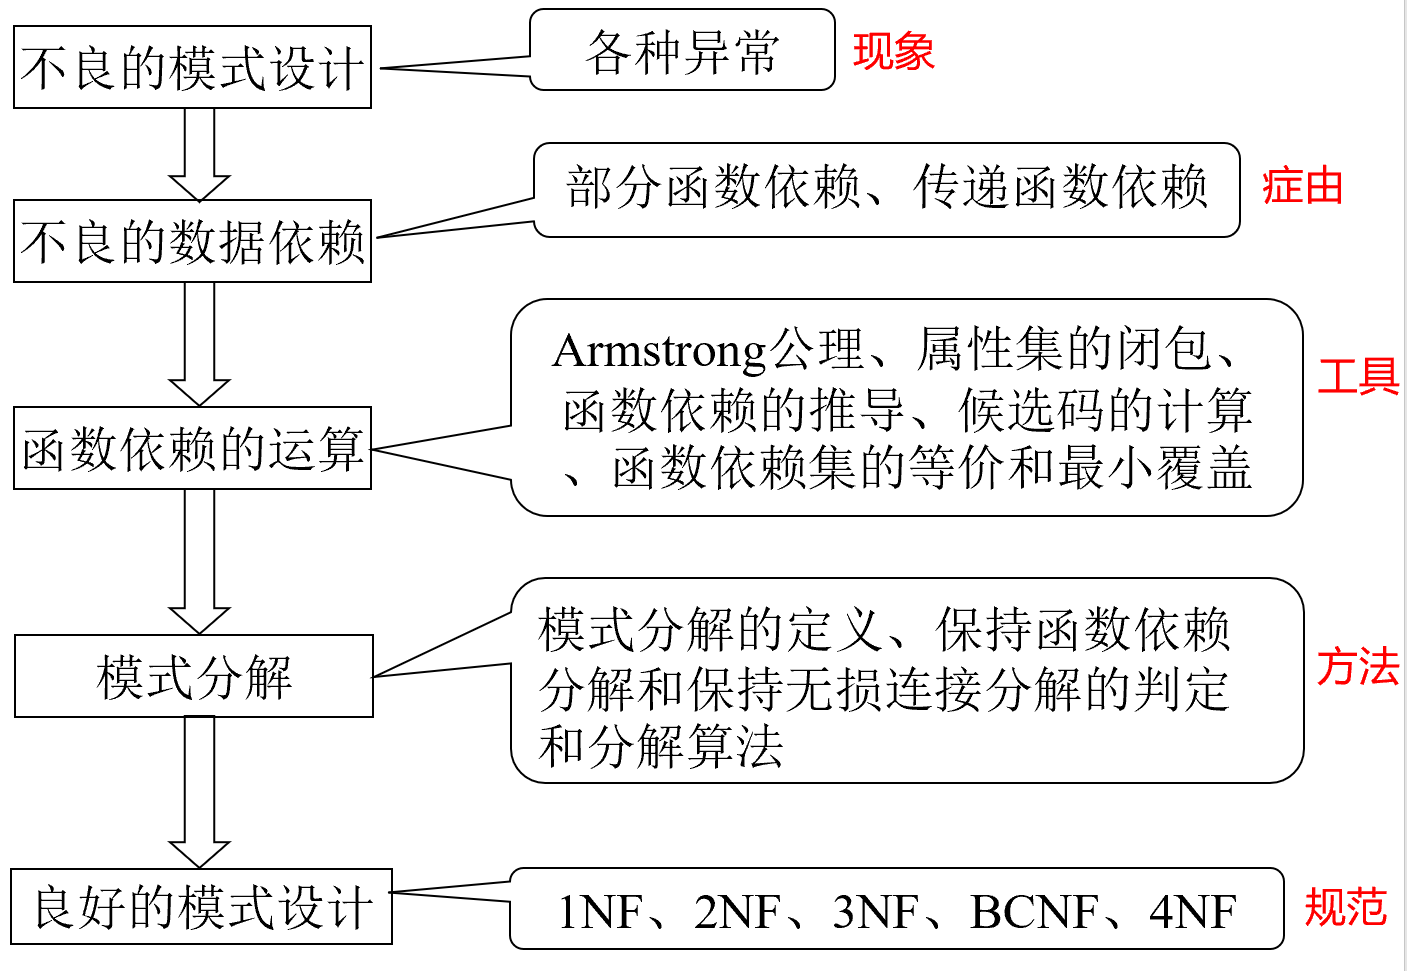 不良的模式设计
各种异常
现象
部分函数依赖、传递函数依赖
症由
不良的数据依赖
Armstrong公理、属性集的闭包、
函数依赖的推导、候选码的计算
、函数依赖集的等价和最小覆盖
工具
函数依赖的运算
模式分解的定义、保持函数依赖
分解和保持无损连接分解的判定
和分解算法
方法
模式分解
良好的模式设计
1NF、2NF、3NF、BCNF、4NF
规范